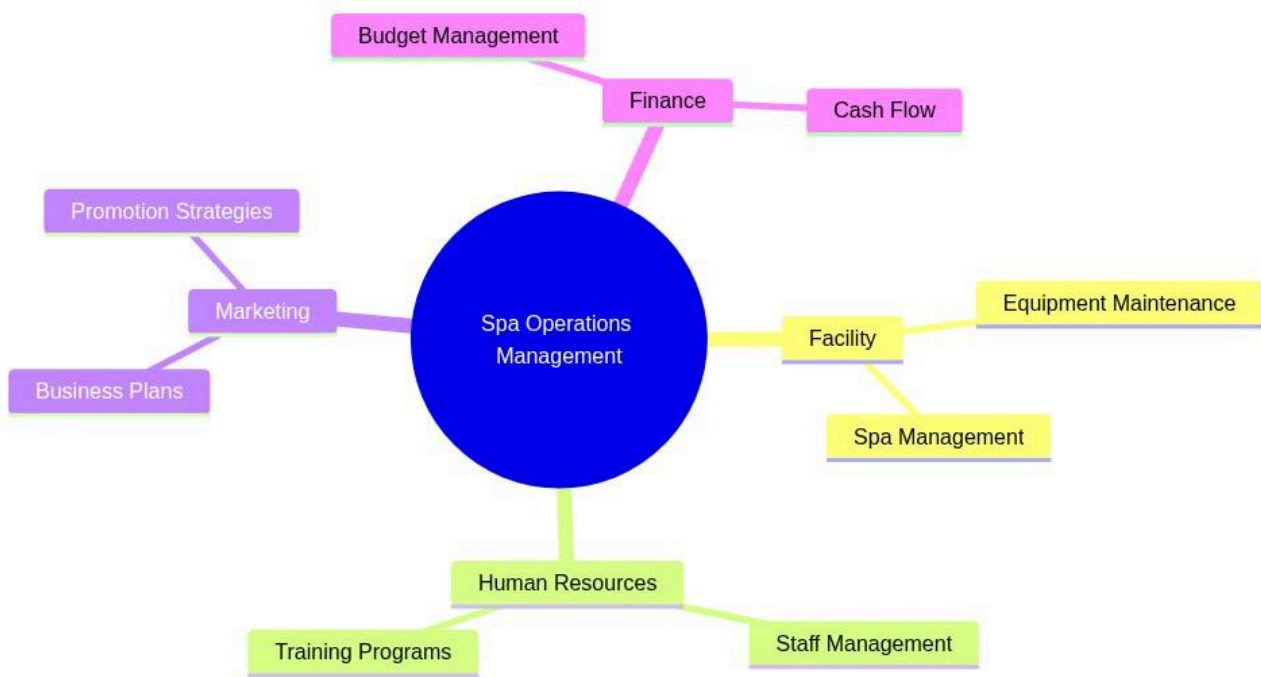 Budget Management
Finance
Cash Flow
Promotion Strategies
Marketing
Business Plans
Spa Operations
Management
Facility
Equipment Maintenance
Spa Management
Human Resources
Training Programs
Staff Management